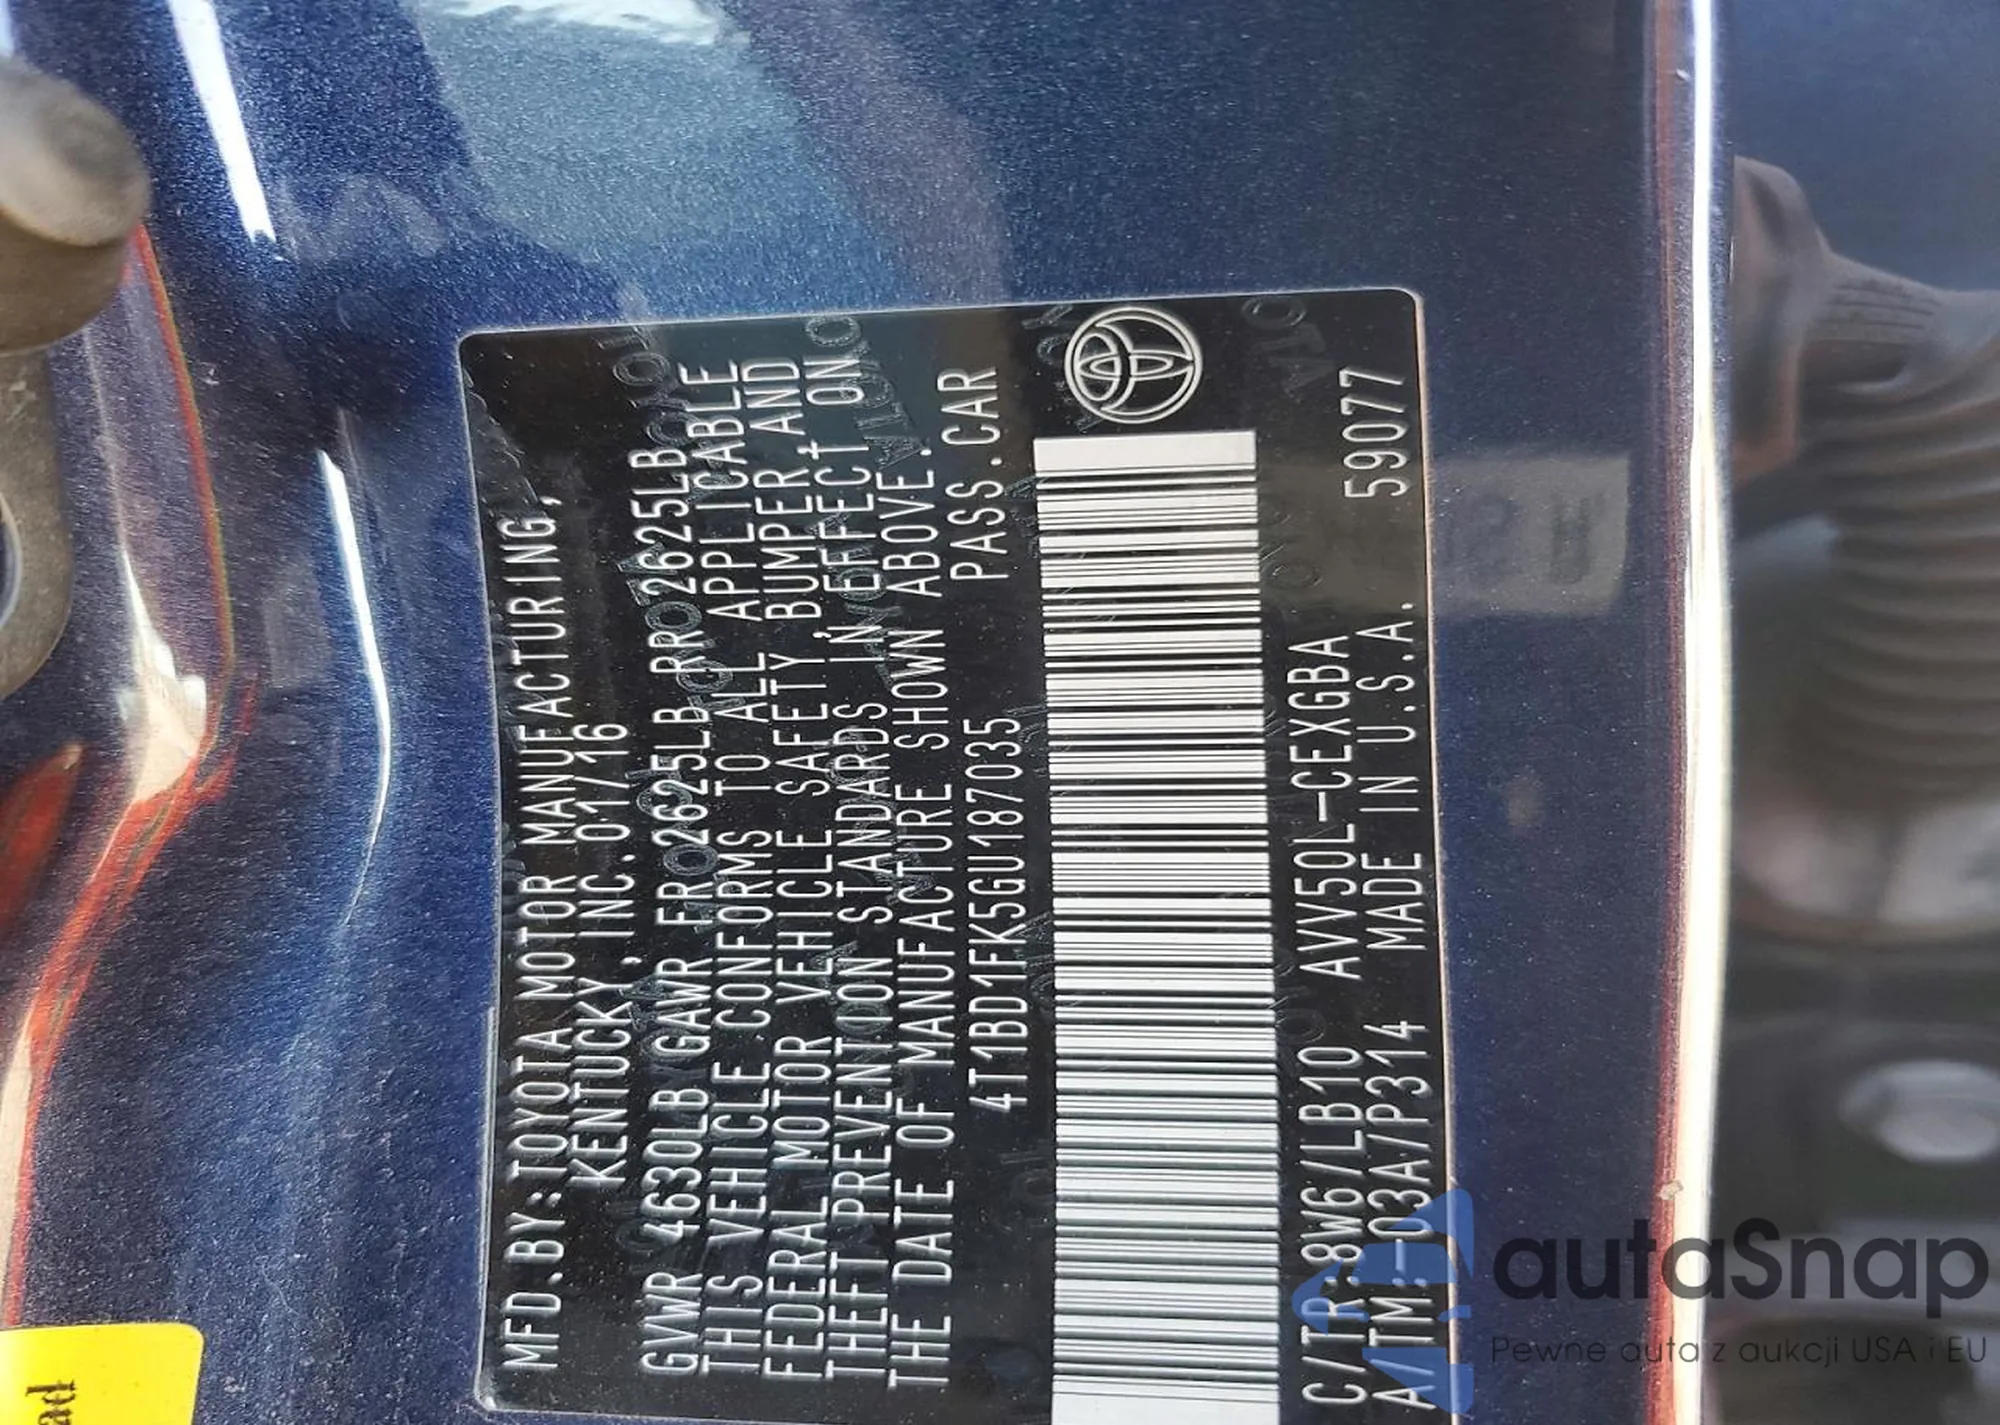 MFD.BY:TOYOTA MOTOR MANUFACTURING,
KENTUCKY, INC. 01/16
GVWR 4630LB GAWR FR 2625LB RR 2625LB
THIS VEHICLE CONFORMS TO ALL APPLICABLE
FEDERAL MOTOR VEHICLE SAFETY, BUMPER, AND
THEFT PREVENTION STANDARDS IN EFFECT ON
THE DATE OF MANUFACTURE SHOWN ABOVE.
4T1BD1FK5GU187035 PASS.CAR
C/TR:8W6/LB10 AVV50L-CEXGBA 59077
A/TM:-03A/P314 MADE IN U.S.A.
autaSnap
Pewne auta z aukcji USA i EU